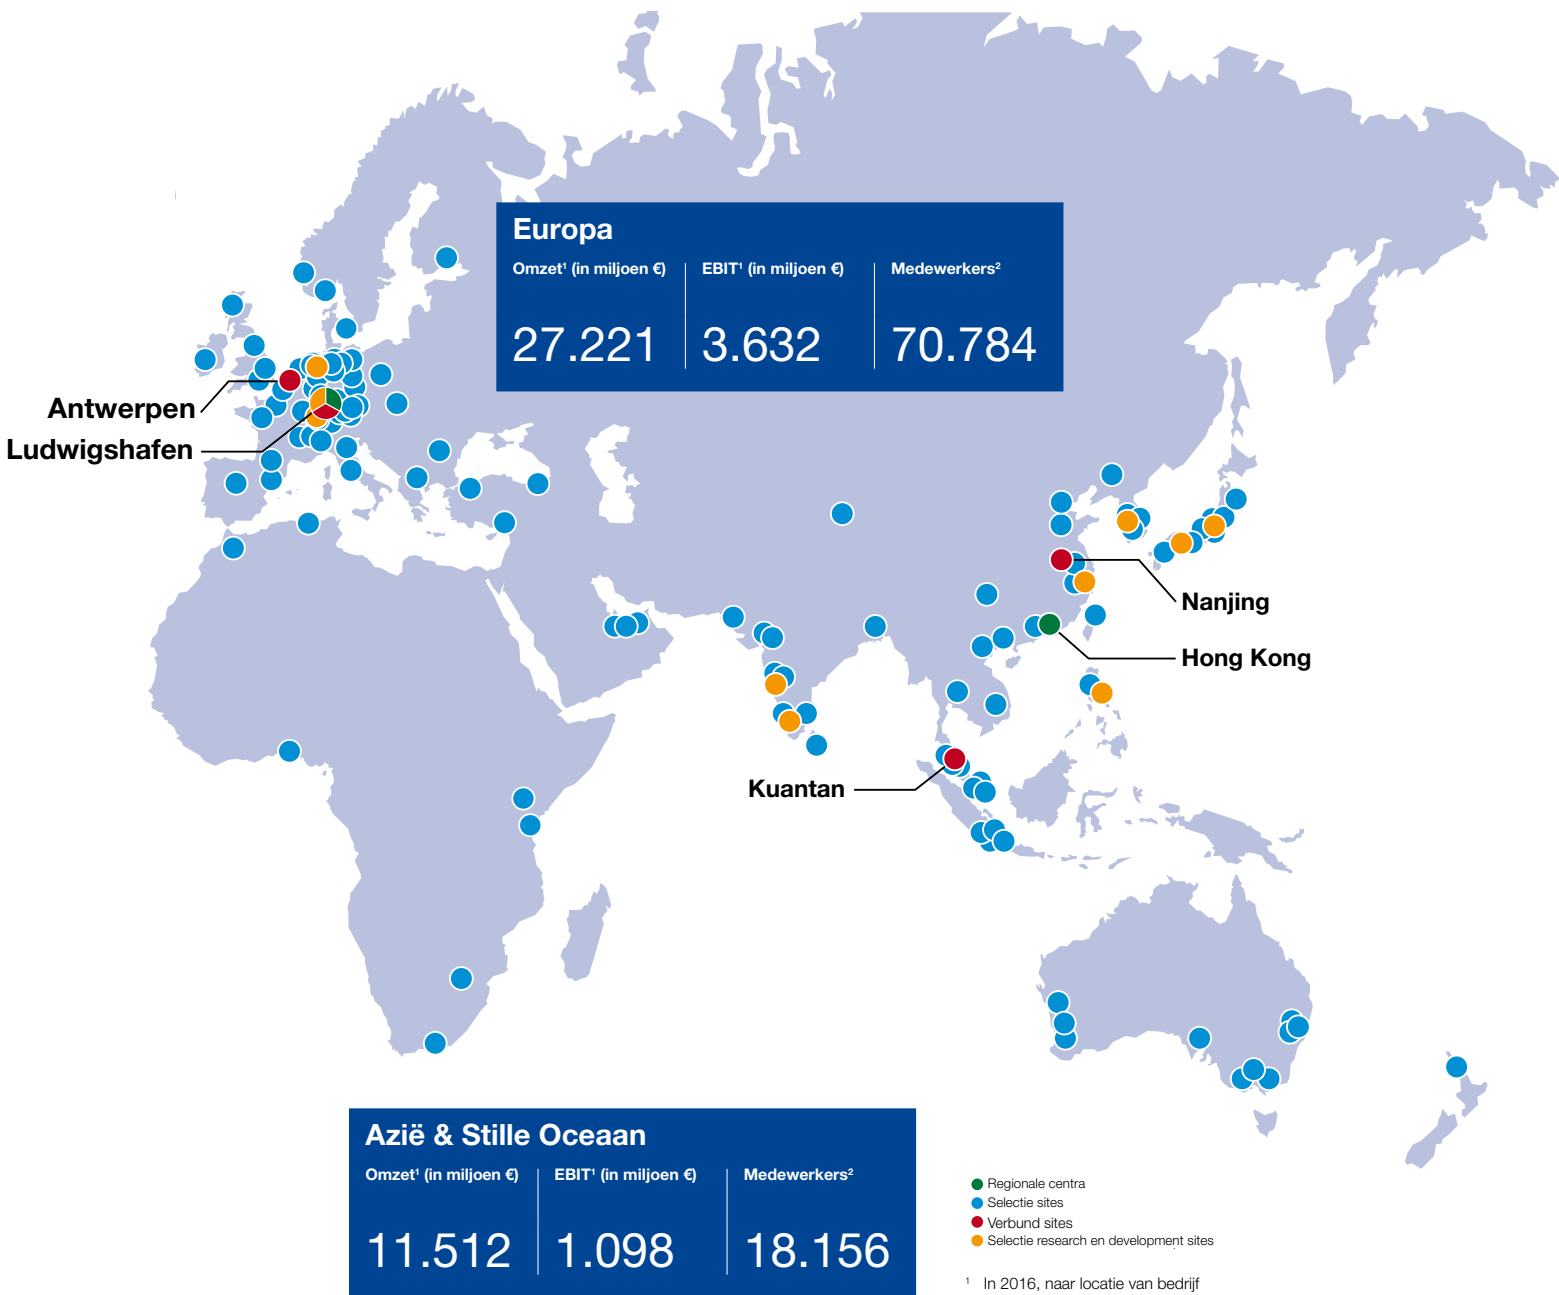 Europa
Omzet¹ (in miljoen €)
EBIT¹ (in miljoen €)
Medewerkers²
27.221
3.632
70.784
Antwerpen
Ludwigshafen
Nanjing
Hong Kong
Kuantan
Azië & Stille Oceaan
Omzet¹ (in miljoen €)
EBIT¹ (in miljoen €)
Medewerkers²
11.512
1.098
18.156
Regionale centra
Selectie sites
Verbund sites
Selectie research en development sites
¹ In 2016, naar locatie van bedrijf